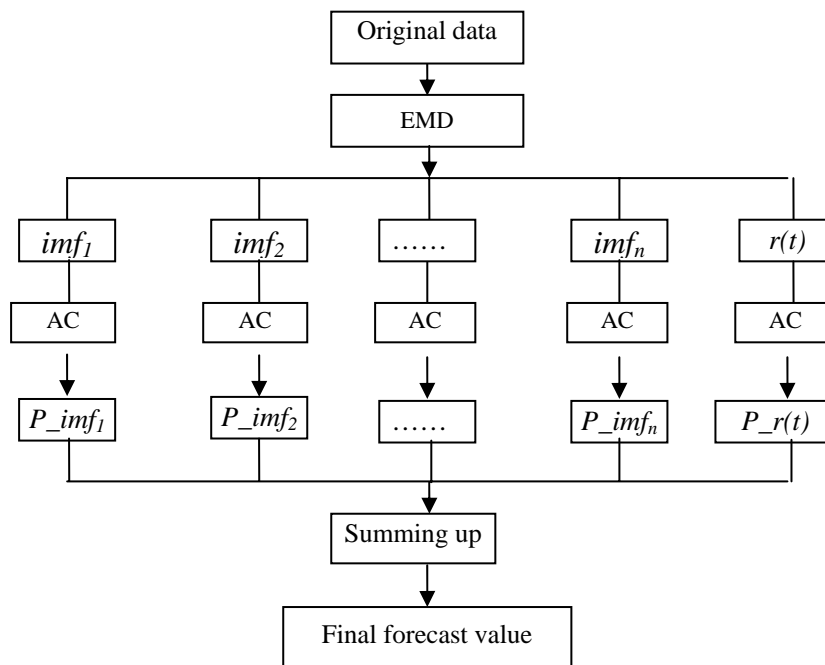 Original data
EMD
imf₁ imf₂ …… imfₙ r(t)
AC AC AC AC AC
P_imf₁ P_imf₂ …… P_imfₙ P_r(t)
Summing up
Final forecast value